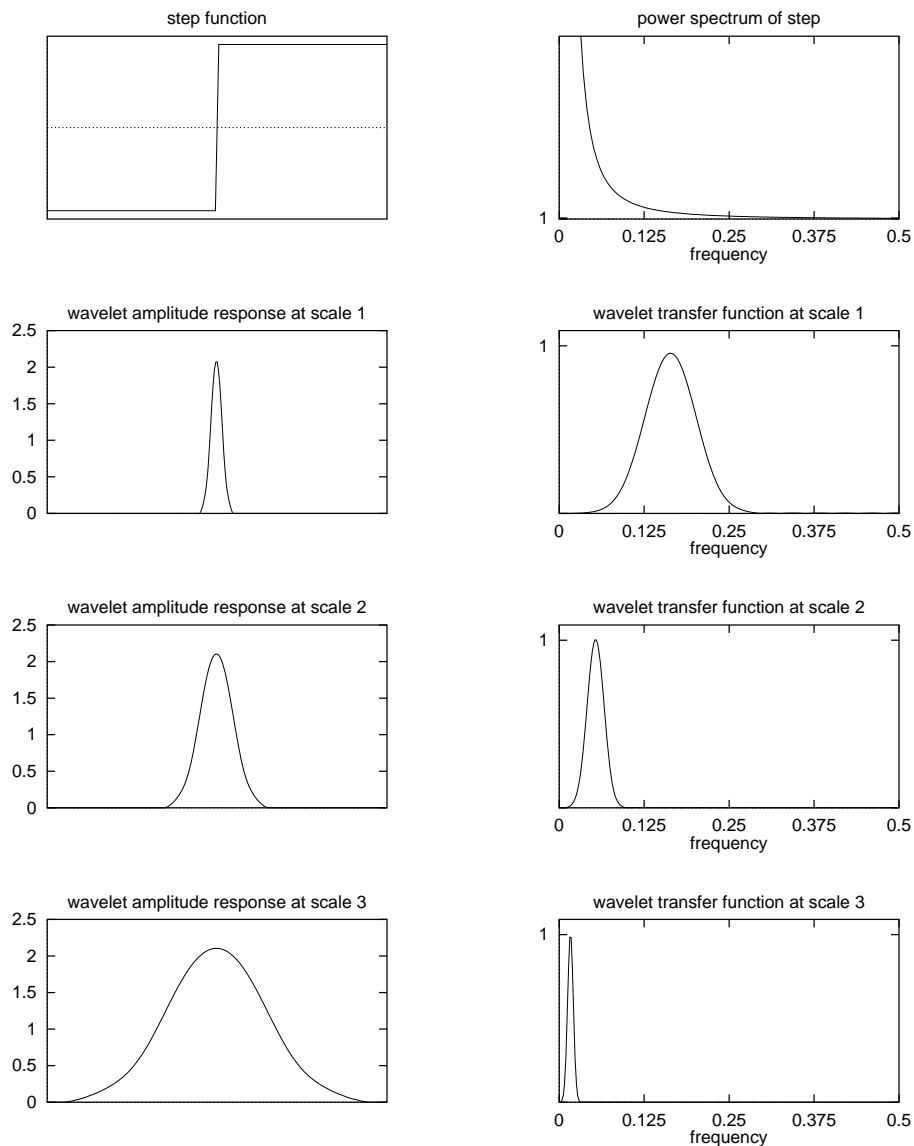 step function
power spectrum of step
1
0 0.125 0.25 0.375 0.5
frequency
wavelet amplitude response at scale 1
2.5
2
1.5
1
0.5
0
wavelet transfer function at scale 1
1
0
0 0.125 0.25 0.375 0.5
frequency
wavelet amplitude response at scale 2
2.5
2
1.5
1
0.5
0
wavelet transfer function at scale 2
1
0 0.125 0.25 0.375 0.5
frequency
wavelet amplitude response at scale 3
2.5
2
1.5
1
0.5
0
wavelet transfer function at scale 3
1
0 0.125 0.25 0.375 0.5
frequency